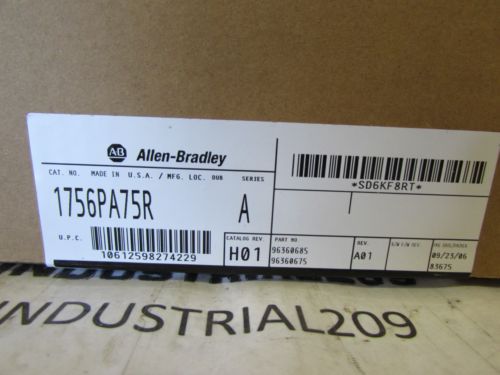 AB Allen-Bradley
CAT. NO. MADE IN U.S.A. / MFG. LOC. DUB SERIES
1756PA75R A
U.P.C.
10612598274229
CATALOG REV.
H01
PART NO
96360685
96360675
REV.
A01
09/23/06
83675
*SD6KF8RT*
INDUSTRIAL209